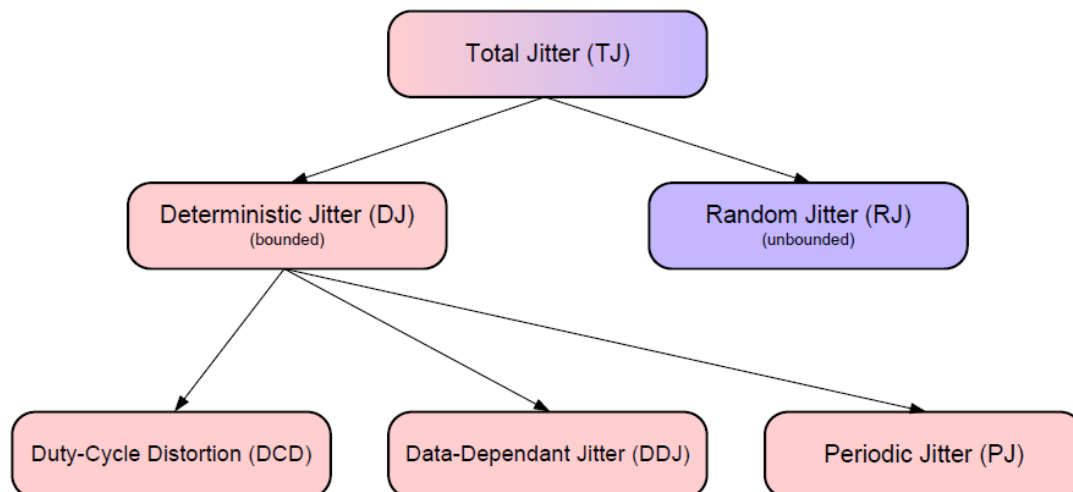 Total Jitter (TJ)
Deterministic Jitter (DJ)
(bounded)
Random Jitter (RJ)
(unbounded)
Duty-Cycle Distortion (DCD)
Data-Dependant Jitter (DDJ)
Periodic Jitter (PJ)